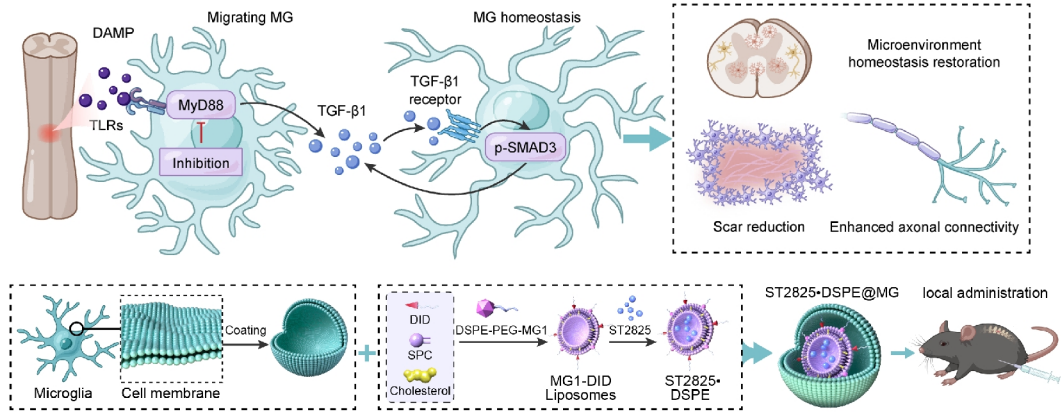 Migrating MG
MG homeostasis
DAMP
TLRs
MyD88
Inhibition
TGF-β1
TGF-β1
receptor
p-SMAD3
Microenvironment
homeostasis restoration
Scar reduction
Enhanced axonal connectivity
Microglia
Cell membrane
Coating
DID
SPC
Cholesterol
DSPE-PEG-MG1
ST2825
MG1-DID
Liposomes
ST2825•
DSPE
ST2825•DSPE@MG
local administration